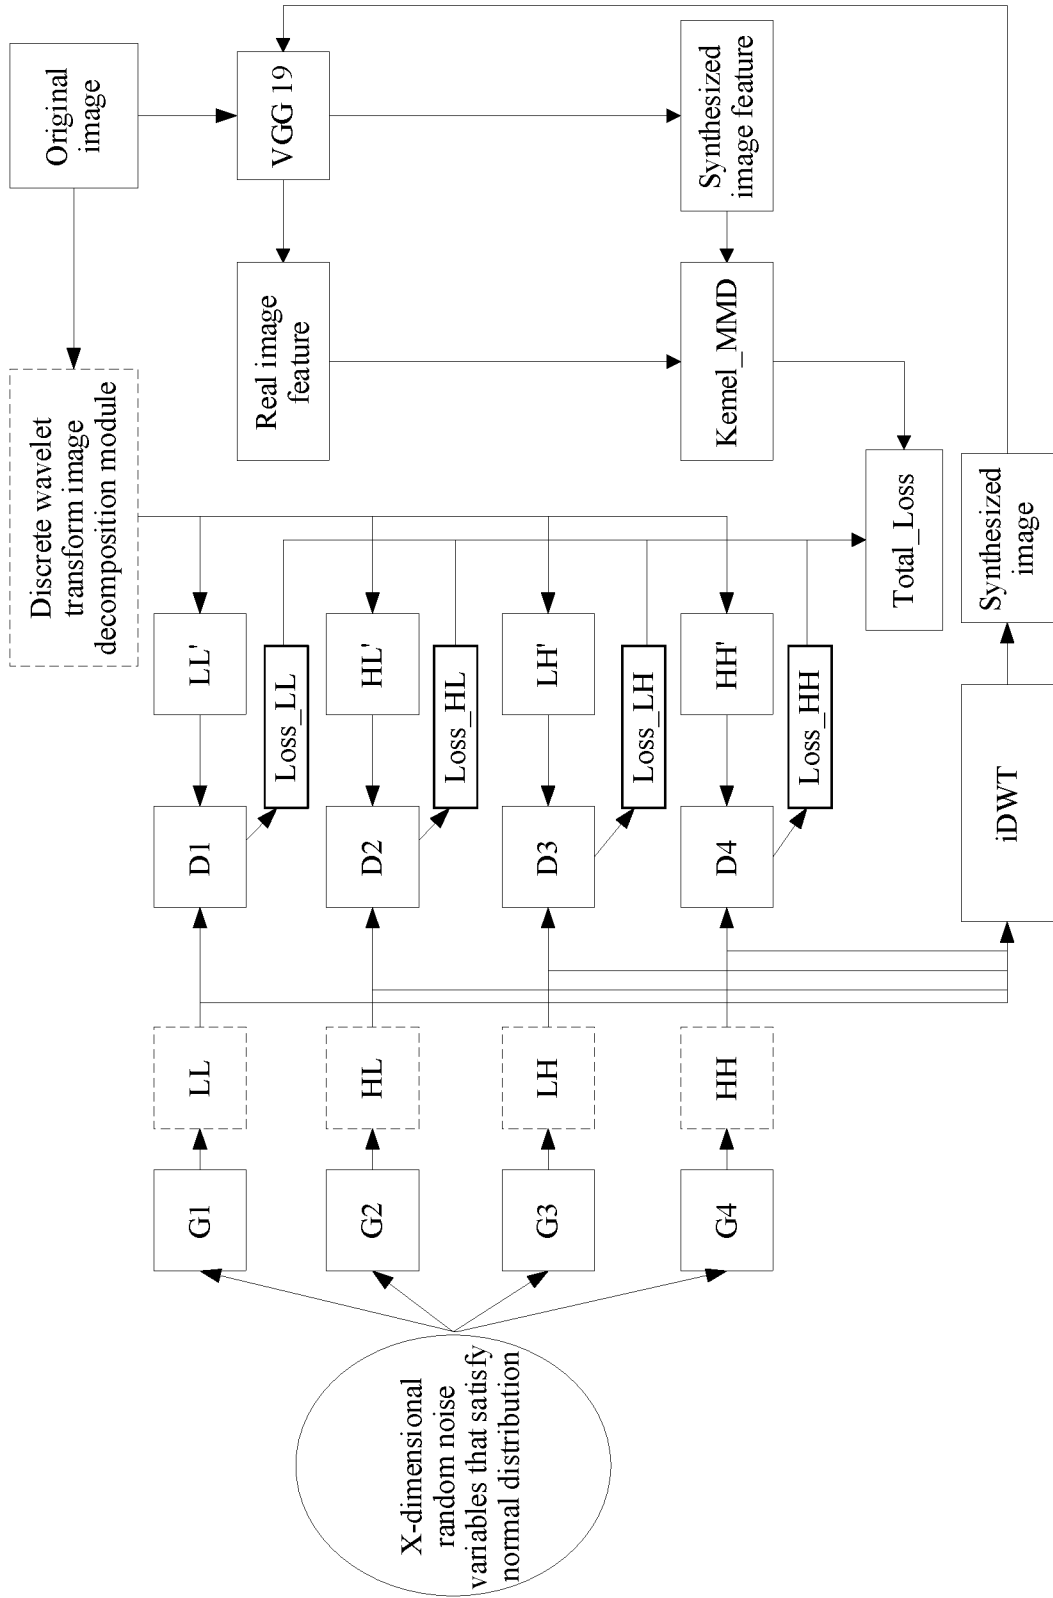 X-dimensional
random noise
variables that satisfy
normal distribution
G1
G2
G3
G4
LL
HL
LH
HH
D1
D2
D3
D4
Loss_LL
Loss_HL
Loss_LH
Loss_HH
LL'
HL'
LH'
HH'
Discrete wavelet
transform image
decomposition module
Original
image
VGG 19
Real image
feature
Synthesized
image feature
Kemel_MMD
Total_Loss
iDWT
Synthesized
image